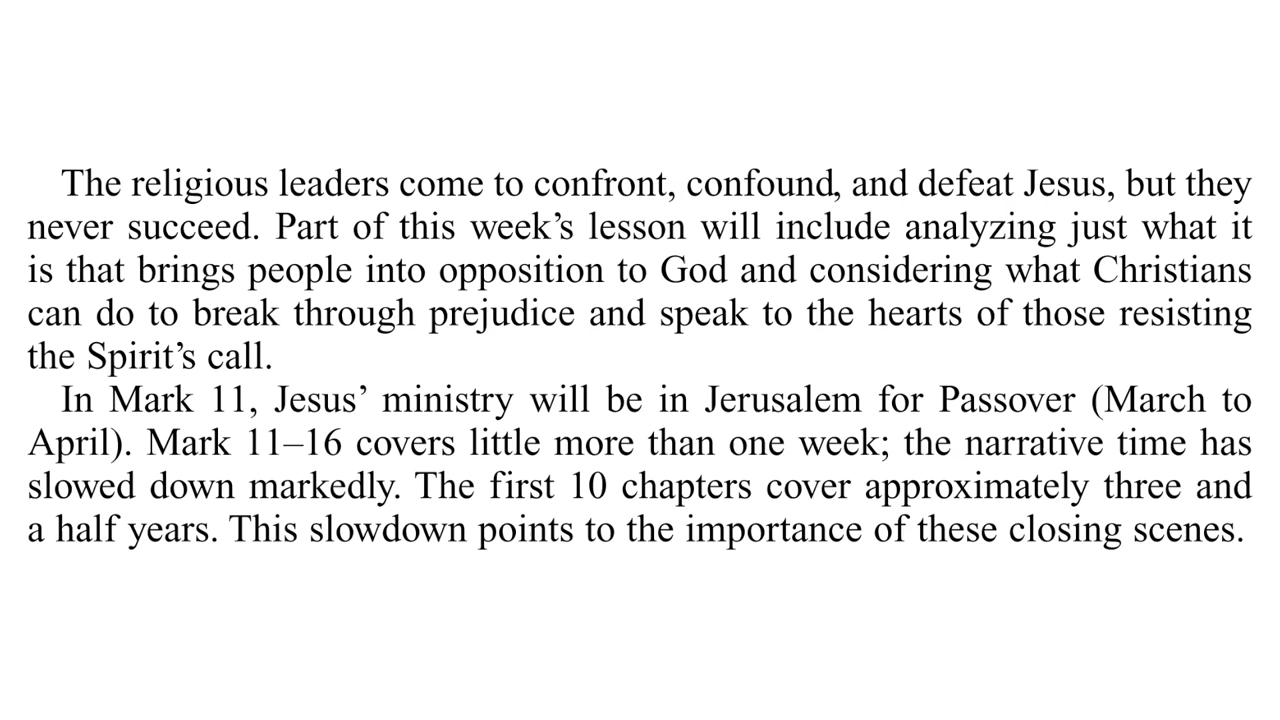 The religious leaders come to confront, confound, and defeat Jesus, but they
never succeed. Part of this week’s lesson will include analyzing just what it
is that brings people into opposition to God and considering what Christians
can do to break through prejudice and speak to the hearts of those resisting
the Spirit’s call.
In Mark 11, Jesus’ ministry will be in Jerusalem for Passover (March to
April). Mark 11–16 covers little more than one week; the narrative time has
slowed down markedly. The first 10 chapters cover approximately three and
a half years. This slowdown points to the importance of these closing scenes.